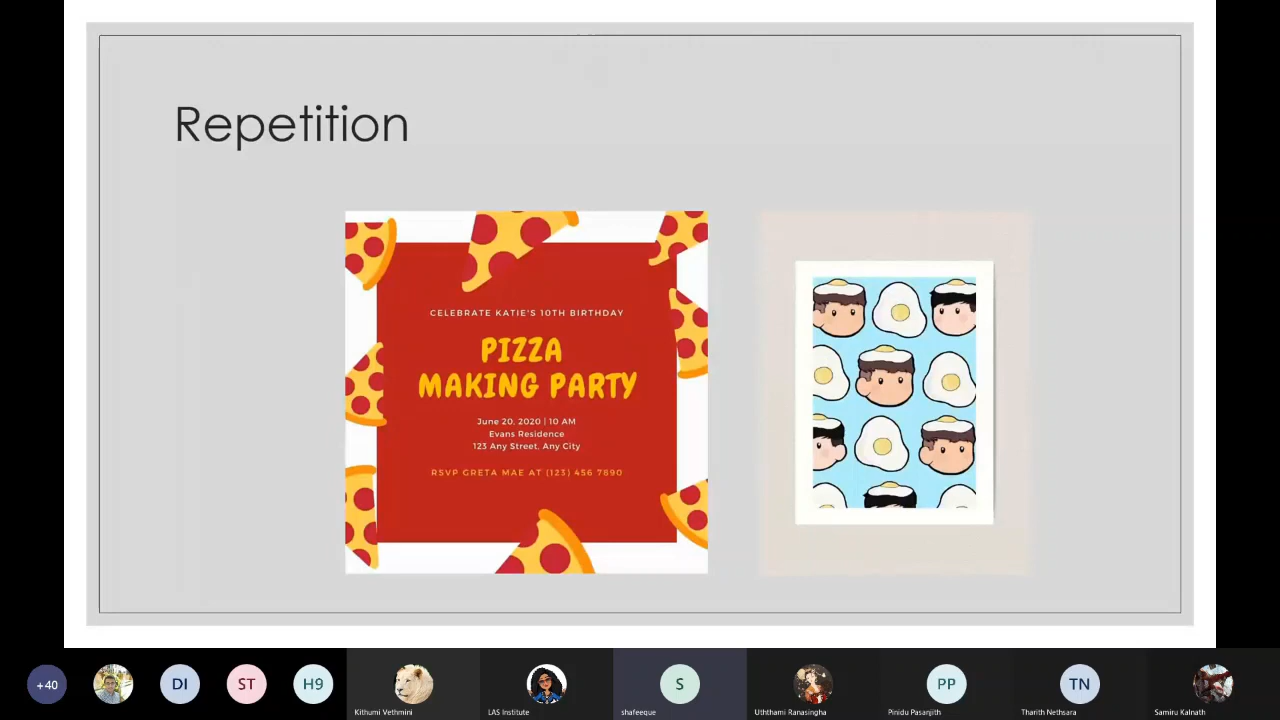 Repetition
CELEBRATE KATIE'S 10TH BIRTHDAY
PIZZA
MAKING PARTY
June 20, 2020 | 10 AM
Evans Residence
123 Any Street, Any City
RSVP GRETA MAE AT (123) 456 7890
+40
DI
ST
H9
S
PP
TN
Kithumi Vethmini
LAS Institute
shafeeque
Uththami Ranasingha
Pinidu Pasanjith
Tharith Nethsara
Samiru Kalnath